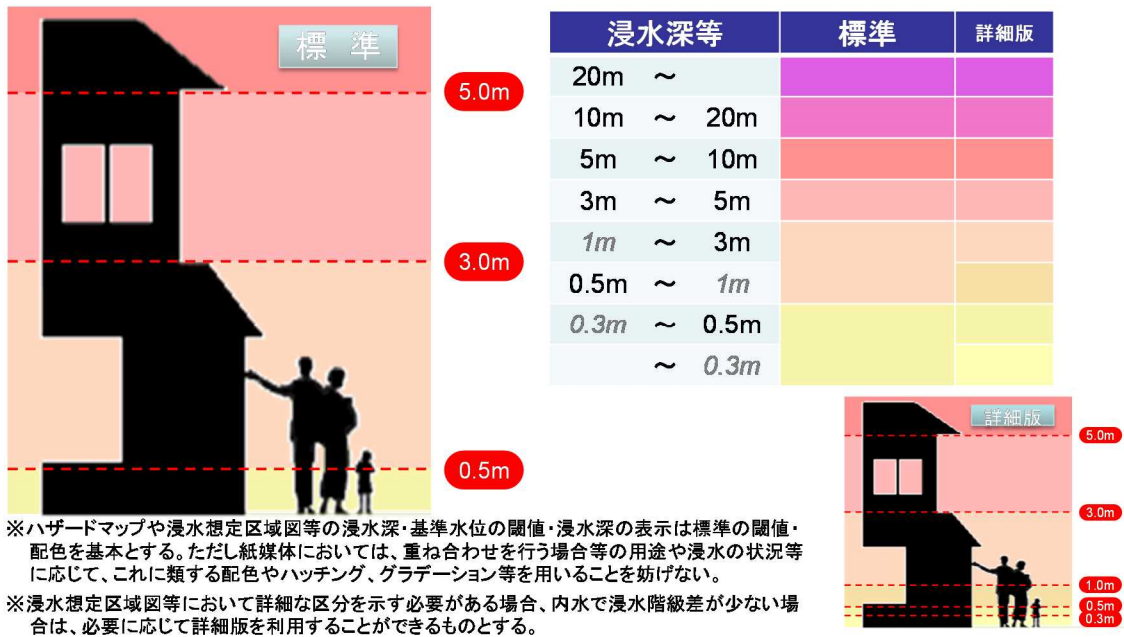 標 準
5.0m
3.0m
0.5m
浸水深等 標準 詳細版
20m ～
10m ～ 20m
5m ～ 10m
3m ～ 5m
1m ～ 3m
0.5m ～ 1m
0.3m ～ 0.5m
～ 0.3m
詳細版
5.0m
3.0m
1.0m
0.5m
0.3m
※ハザードマップや浸水想定区域図等の浸水深・基準水位の閾値・浸水深の表示は標準の閾値・
配色を基本とする。ただし紙媒体においては、重ね合わせを行う場合等の用途や浸水の状況等
に応じて、これに類する配色やハッチング、グラデーション等を用いることを妨げない。
※浸水想定区域図等において詳細な区分を示す必要がある場合、内水で浸水階級差が少ない場
合は、必要に応じて詳細版を利用することができるものとする。